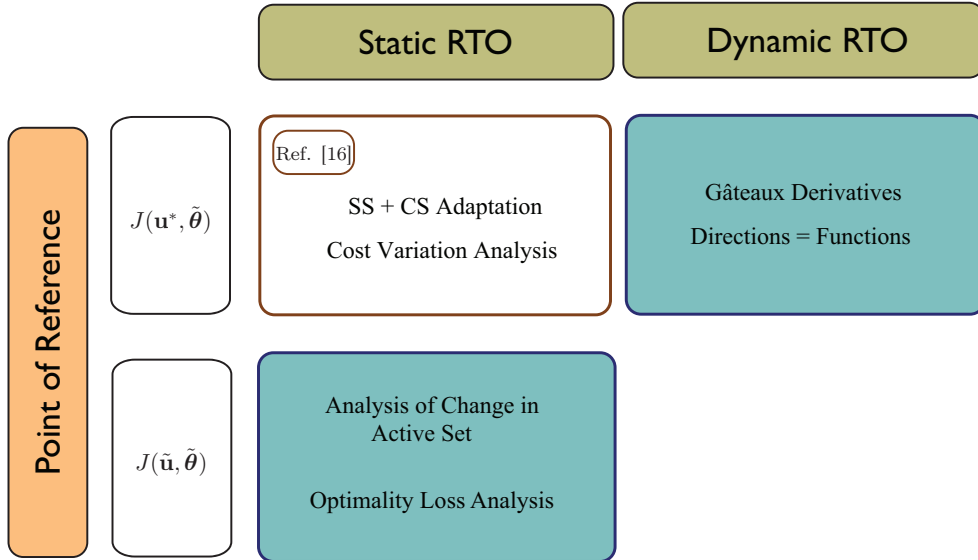 Static RTO
Dynamic RTO
Point of Reference
J(u*, θ̃)
Ref. [16]
SS + CS Adaptation
Cost Variation Analysis
Gâteaux Derivatives
Directions = Functions
J(ũ, θ̃)
Analysis of Change in
Active Set
Optimality Loss Analysis